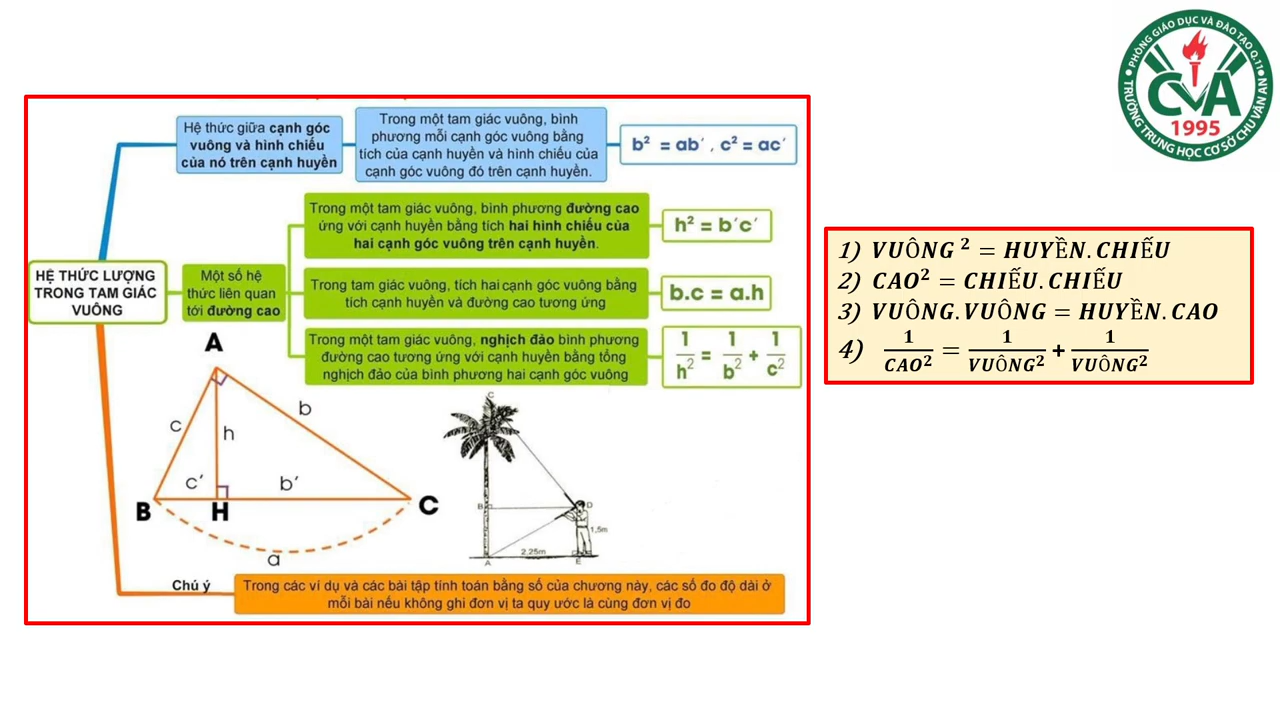 PHÒNG GIÁO DỤC VÀ ĐÀO TẠO Q.11
CVA
1995
TRƯỜNG TRUNG HỌC CƠ SỞ CHU VĂN AN
Hệ thức giữa cạnh góc
vuông và hình chiếu
của nó trên cạnh huyền
Trong một tam giác vuông, bình
phương mỗi cạnh góc vuông bằng
tích của cạnh huyền và hình chiếu của
cạnh góc vuông đó trên cạnh huyền.
b² = ab′ , c² = ac′
HỆ THỨC LƯỢNG
TRONG TAM GIÁC
VUÔNG
Một số hệ
thức liên quan
tới đường cao
Trong một tam giác vuông, bình phương đường cao
ứng với cạnh huyền bằng tích hai hình chiếu của
hai cạnh góc vuông trên cạnh huyền.
h² = b′c′
Trong một tam giác vuông, tích hai cạnh góc vuông bằng
tích cạnh huyền và đường cao tương ứng
b.c = a.h
Trong một tam giác vuông, nghịch đảo bình phương
đường cao tương ứng với cạnh huyền bằng tổng
nghịch đảo của bình phương hai cạnh góc vuông
1/h² = 1/b² + 1/c²
A
c
h
b
c′
b′
B
H
C
a
C
B
D
1,5m
2,25m
A
E
Chú ý
Trong các ví dụ và các bài tập tính toán bằng số của chương này, các số đo độ dài ở
mỗi bài nếu không ghi đơn vị ta quy ước là cùng đơn vị đo
1) VUÔNG ² = HUYỀN. CHIẾU
2) CAO² = CHIẾU. CHIẾU
3) VUÔNG. VUÔNG = HUYỀN. CAO
4) 1/CAO² = 1/VUÔNG² + 1/VUÔNG²